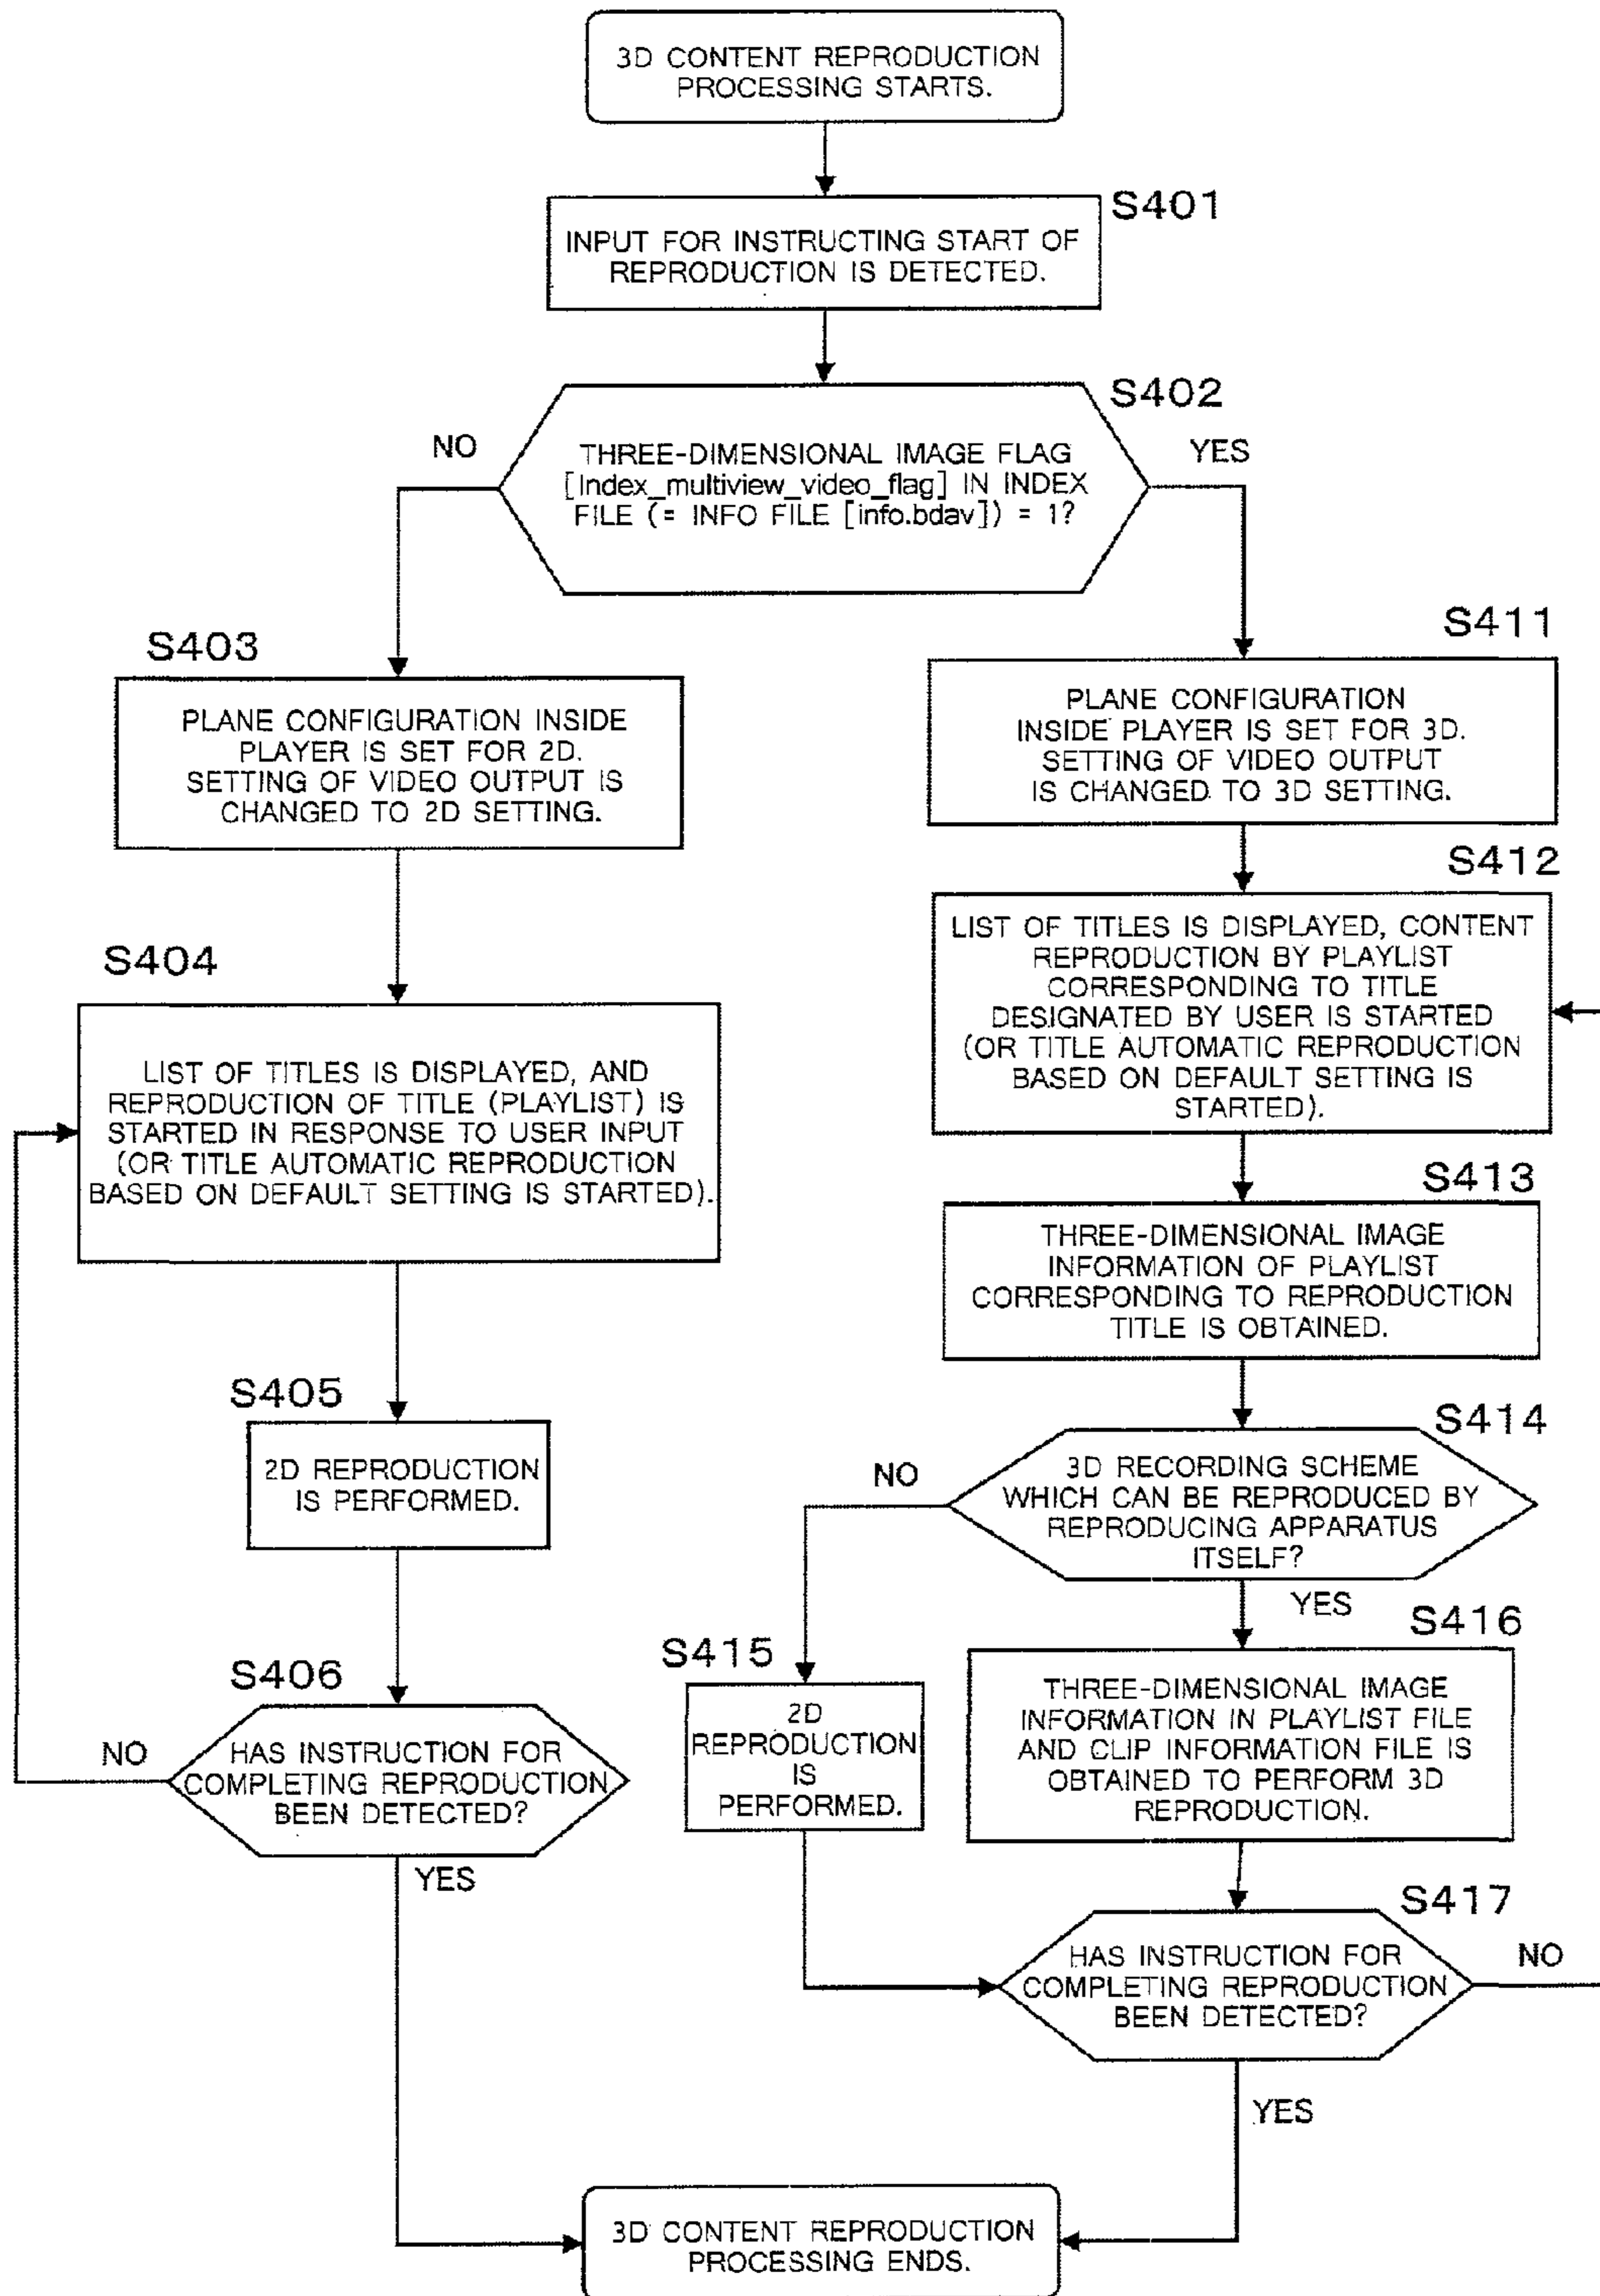 3D CONTENT REPRODUCTION
PROCESSING STARTS.
S401
INPUT FOR INSTRUCTING START OF
REPRODUCTION IS DETECTED.
S402
NO
YES
THREE-DIMENSIONAL IMAGE FLAG
[Index_multiview_video_flag] IN INDEX
FILE (= INFO FILE [info.bdav]) = 1?
S403
PLANE CONFIGURATION INSIDE
PLAYER IS SET FOR 2D.
SETTING OF VIDEO OUTPUT IS
CHANGED TO 2D SETTING.
S404
LIST OF TITLES IS DISPLAYED, AND
REPRODUCTION OF TITLE (PLAYLIST) IS
STARTED IN RESPONSE TO USER INPUT
(OR TITLE AUTOMATIC REPRODUCTION
BASED ON DEFAULT SETTING IS STARTED).
S405
2D REPRODUCTION
IS PERFORMED.
S406
NO
HAS INSTRUCTION FOR
COMPLETING REPRODUCTION
BEEN DETECTED?
YES
S411
PLANE CONFIGURATION
INSIDE PLAYER IS SET FOR 3D.
SETTING OF VIDEO OUTPUT
IS CHANGED TO 3D SETTING.
S412
LIST OF TITLES IS DISPLAYED, CONTENT
REPRODUCTION BY PLAYLIST
CORRESPONDING TO TITLE
DESIGNATED BY USER IS STARTED
(OR TITLE AUTOMATIC REPRODUCTION
BASED ON DEFAULT SETTING IS
STARTED).
S413
THREE-DIMENSIONAL IMAGE
INFORMATION OF PLAYLIST
CORRESPONDING TO REPRODUCTION
TITLE IS OBTAINED.
S414
NO
3D RECORDING SCHEME
WHICH CAN BE REPRODUCED BY
REPRODUCING APPARATUS
ITSELF?
YES
S415
2D
REPRODUCTION
IS
PERFORMED.
S416
THREE-DIMENSIONAL IMAGE
INFORMATION IN PLAYLIST FILE
AND CLIP INFORMATION FILE IS
OBTAINED TO PERFORM 3D
REPRODUCTION.
S417
HAS INSTRUCTION FOR
COMPLETING REPRODUCTION
BEEN DETECTED?
NO
YES
3D CONTENT REPRODUCTION
PROCESSING ENDS.